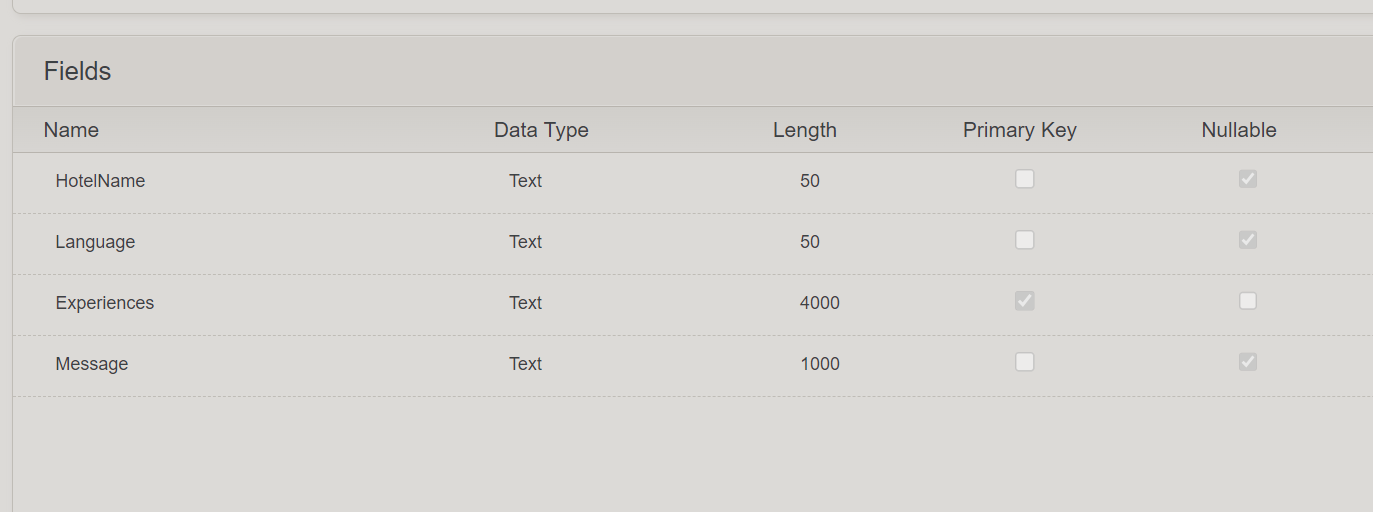 Fields
Name Data Type Length Primary Key Nullable
HotelName Text 50
Language Text 50
Experiences Text 4000
Message Text 1000